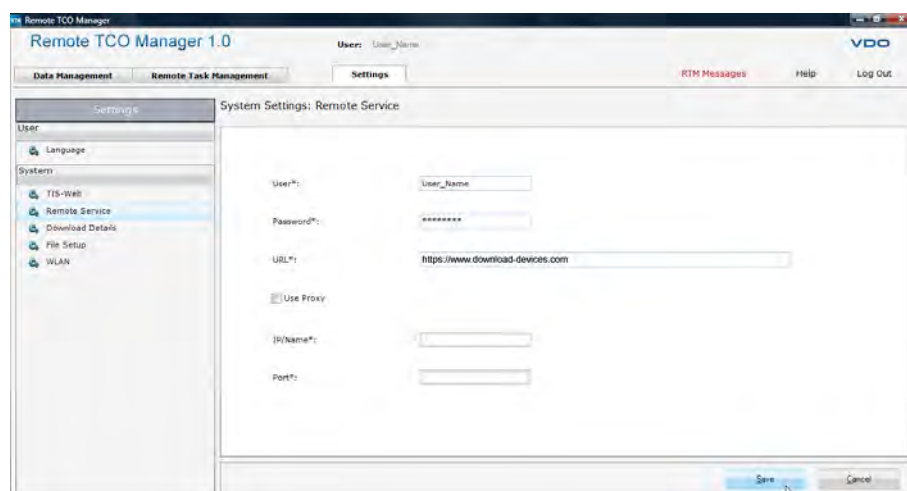 Remote TCO Manager
Remote TCO Manager 1.0
User: User_Name
VDO
Data Management Remote Task Management Settings RTM Messages Help Log Out
Settings
System Settings: Remote Service
User
Language
System
TIS-Web
Remote Service
Download Details
File Setup
WLAN
User*: User_Name
Password*: ********
URL*: https://www.download-devices.com
Use Proxy
IP/Name*:
Port*:
Save Cancel